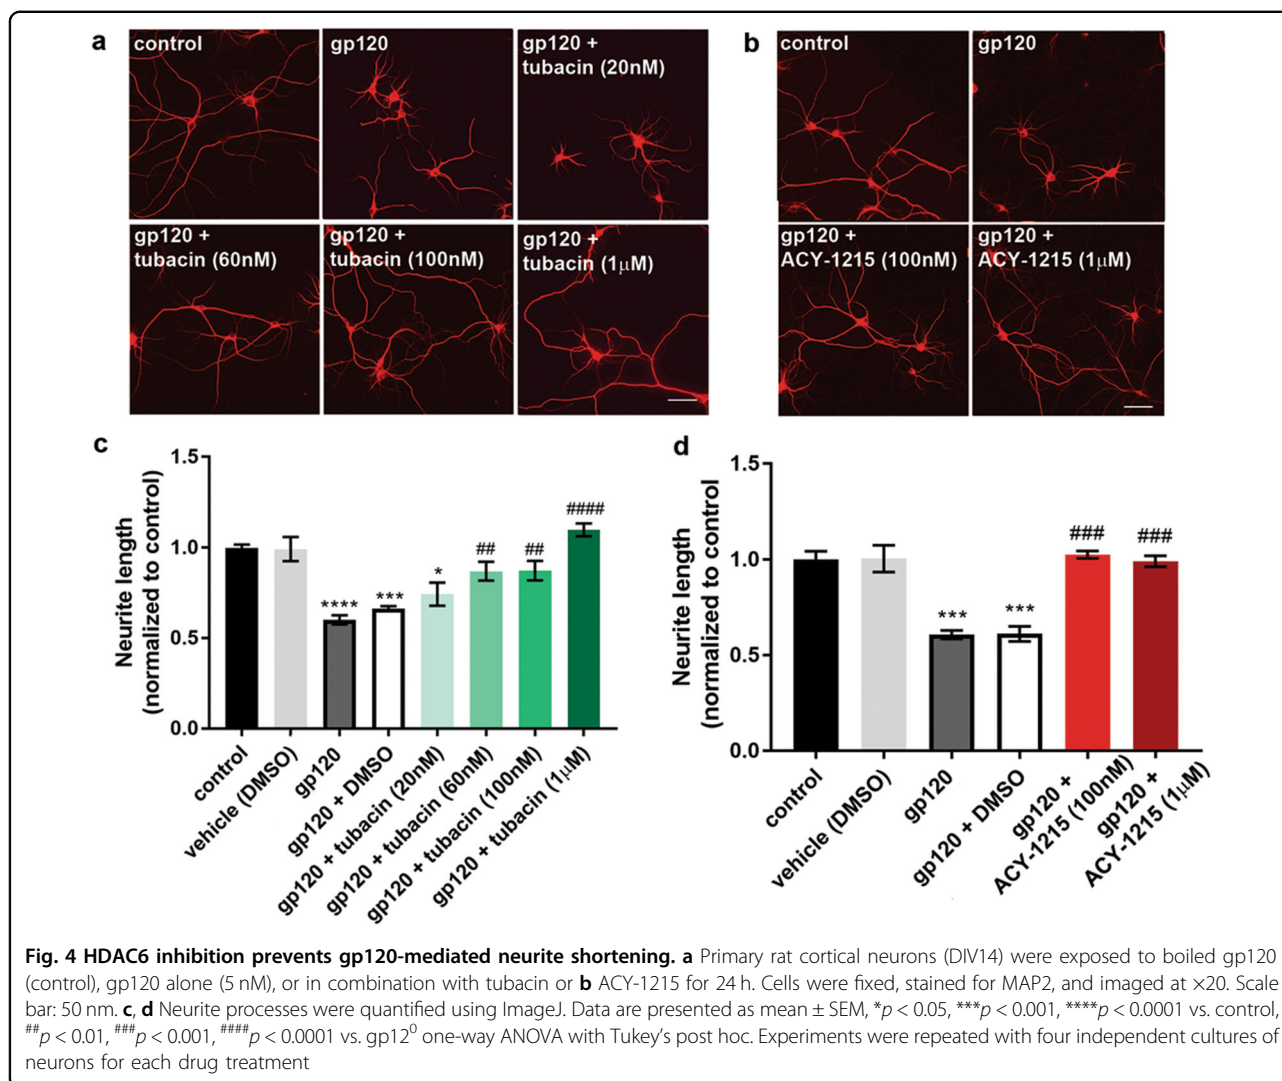 a
control
gp120
gp120 +
tubacin (20nM)
gp120 +
tubacin (60nM)
gp120 +
tubacin (100nM)
gp120 +
tubacin (1μM)
b
control
gp120
gp120 +
ACY-1215 (100nM)
gp120 +
ACY-1215 (1μM)
c
Neurite length
(normalized to control)
1.5
1.0
0.5
0.0
****
***
*
##
##
####
control
vehicle (DMSO)
gp120
gp120 + DMSO
gp120 + tubacin (20nM)
gp120 + tubacin (60nM)
gp120 + tubacin (100nM)
gp120 + tubacin (1μM)
d
Neurite length
(normalized to control
1.5
1.0
0.5
0.0
***
***
###
###
control
vehicle (DMSO)
gp120
gp120 + DMSO
gp120 +
ACY-1215 (100nM)
gp120 +
ACY-1215 (1μM)
Fig. 4 HDAC6 inhibition prevents gp120-mediated neurite shortening. a Primary rat cortical neurons (DIV14) were exposed to boiled gp120
(control), gp120 alone (5 nM), or in combination with tubacin or b ACY-1215 for 24 h. Cells were fixed, stained for MAP2, and imaged at ×20. Scale
bar: 50 nm. c, d Neurite processes were quantified using ImageJ. Data are presented as mean ± SEM, *p < 0.05, ***p < 0.001, ****p < 0.0001 vs. control,
##p < 0.01, ###p < 0.001, ####p < 0.0001 vs. gp12⁰ one-way ANOVA with Tukey's post hoc. Experiments were repeated with four independent cultures of
neurons for each drug treatment